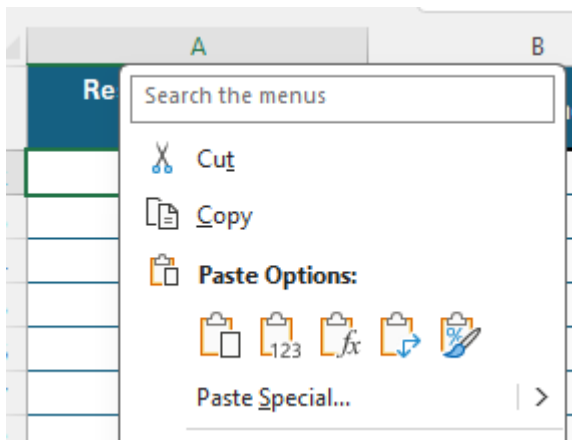 A B
Re
Search the menus
Cut
Copy
Paste Options:
123 fx %
Paste Special...